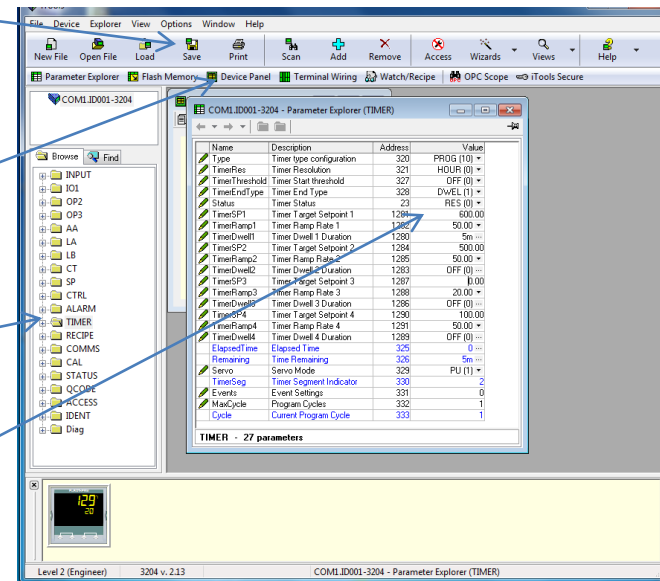 File Device Explorer View Options Window Help
New File Open File Load Save Print Scan Add Remove Access Wizards Views Help
Parameter Explorer Flash Memory Device Panel Terminal Wiring Watch/Recipe OPC Scope iTools Secure
COM1.ID001-3204
Browse Find
INPUT
IO1
OP2
OP3
AA
LA
LB
CT
SP
CTRL
ALARM
TIMER
RECIPE
COMMS
CAL
STATUS
QCODE
ACCESS
IDENT
Diag
COM1.ID001-3204 - Parameter Explorer (TIMER)
Name Description Address Value
Type Timer type configuration 320 PROG (10)
TimerRes Timer Resolution 321 HOUR (0)
TimerThreshold Timer Start threshold 327 OFF (0)
TimerEndType Timer End Type 328 DWEL (1)
Status Timer Status 23 RES (0)
TimerSP1 Timer Target Setpoint 1 1281 600.00
TimerRamp1 Timer Ramp Rate 1 1282 50.00
TimerDwell1 Timer Dwell 1 Duration 1280 5m ...
TimerSP2 Timer Target Setpoint 2 1284 500.00
TimerRamp2 Timer Ramp Rate 2 1285 50.00
TimerDwell2 Timer Dwell 2 Duration 1283 OFF (0) ...
TimerSP3 Timer Target Setpoint 3 1287 0.00
TimerRamp3 Timer Ramp Rate 3 1288 20.00
TimerDwell3 Timer Dwell 3 Duration 1286 OFF (0) ...
TimerSP4 Timer Target Setpoint 4 1290 100.00
TimerRamp4 Timer Ramp Rate 4 1291 50.00
TimerDwell4 Timer Dwell 4 Duration 1289 OFF (0) ...
ElapsedTime Elapsed Time 325 0 ...
Remaining Time Remaining 326 5m ...
Servo Servo Mode 329 PU (1)
TimerSeg Timer Segment Indicator 330 2
Events Event Settings 331 0
MaxCycle Program Cycles 332 1
Cycle Current Program Cycle 333 1
TIMER - 27 parameters
129
20
Level 2 (Engineer) 3204 v. 2.13 COM1.ID001-3204 - Parameter Explorer (TIMER)